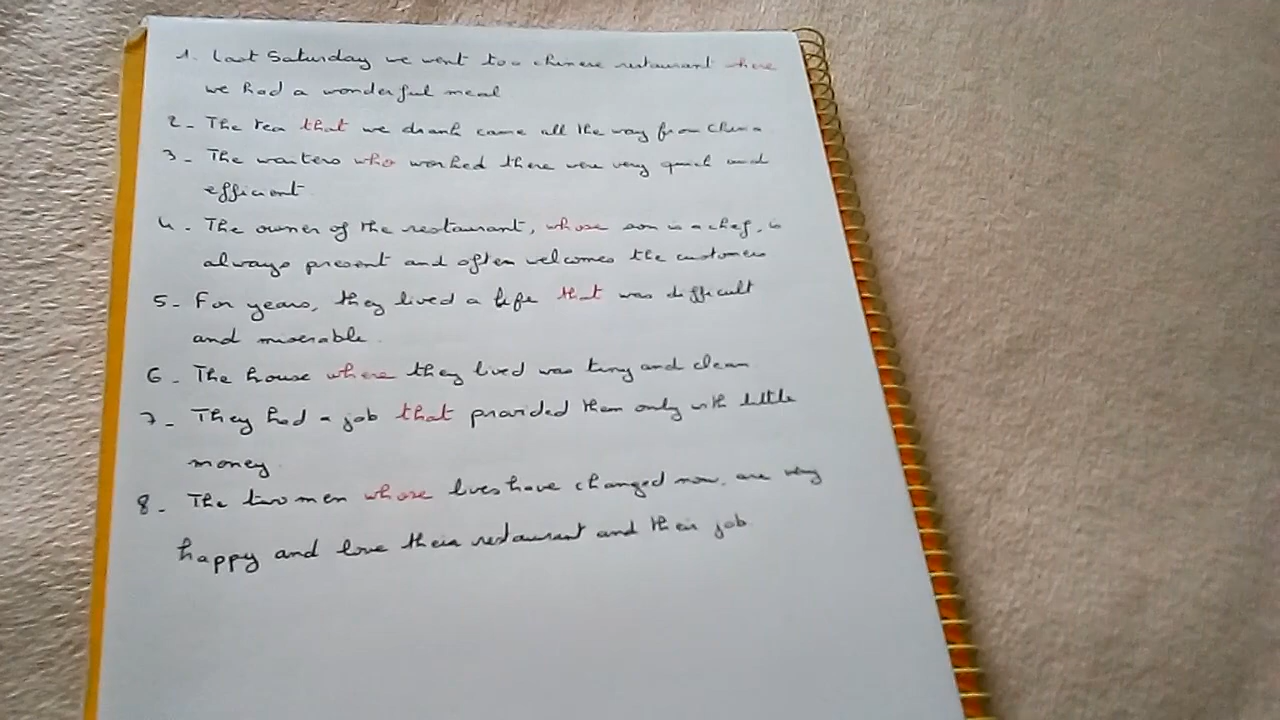 1. Last Saturday we went to a chinese restaurant where
we had a wonderful meal
2- The tea that we drank came all the way from China.
3- The waiters who worked there were very quick and
efficient
4. The owner of the restaurant, whose son is a chef, is
always present and often welcomes the customers
5- For years, they lived a life that was difficult
and miserable.
6- The house where they lived was tiny and clean
7- They had a job that provided them only with little
money.
8- The two men whose lives have changed now, are very
happy and love their restaurant and their job